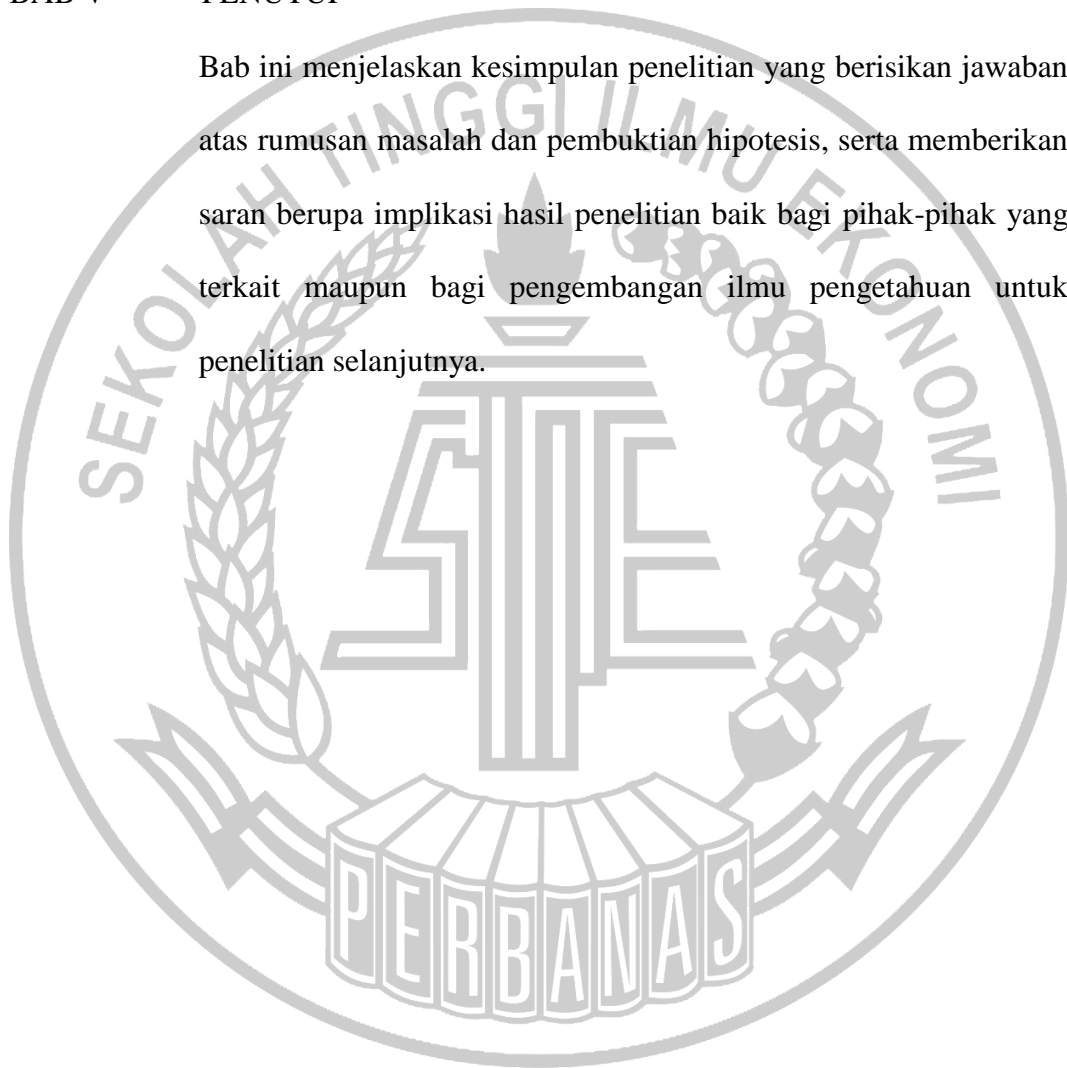 BAB V PENUTUP
Bab ini menjelaskan kesimpulan penelitian yang berisikan jawaban
atas rumusan masalah dan pembuktian hipotesis, serta memberikan
saran berupa implikasi hasil penelitian baik bagi pihak-pihak yang
terkait maupun bagi pengembangan ilmu pengetahuan untuk
penelitian selanjutnya.
SEKOLAH TINGGI ILMU EKONOMI
STIE
PERBANAS